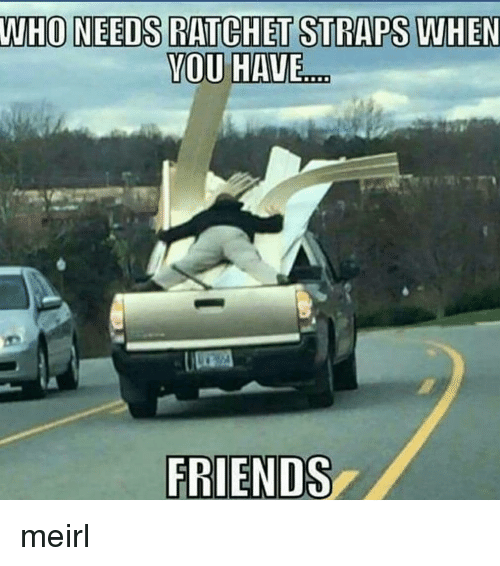 WHO NEEDS RATCHET STRAPS WHEN
YOU HAVE....
FRIENDS
meirl